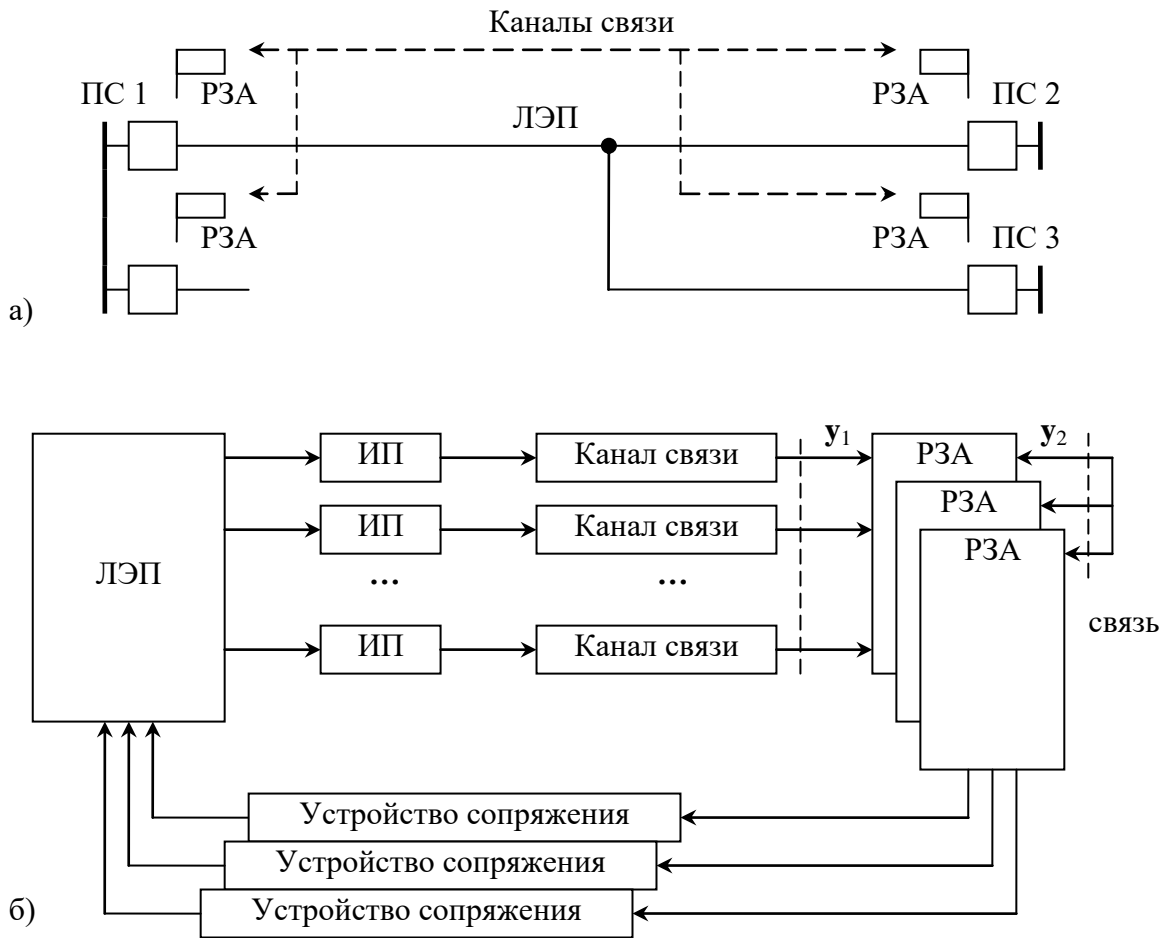 Каналы связи
ПС 1
РЗА
РЗА
ПС 2
ЛЭП
РЗА
РЗА
ПС 3
а)
ЛЭП
ИП
Канал связи
y1
РЗА
y2
ИП
Канал связи
РЗА
...
...
РЗА
ИП
Канал связи
связь
Устройство сопряжения
Устройство сопряжения
Устройство сопряжения
б)